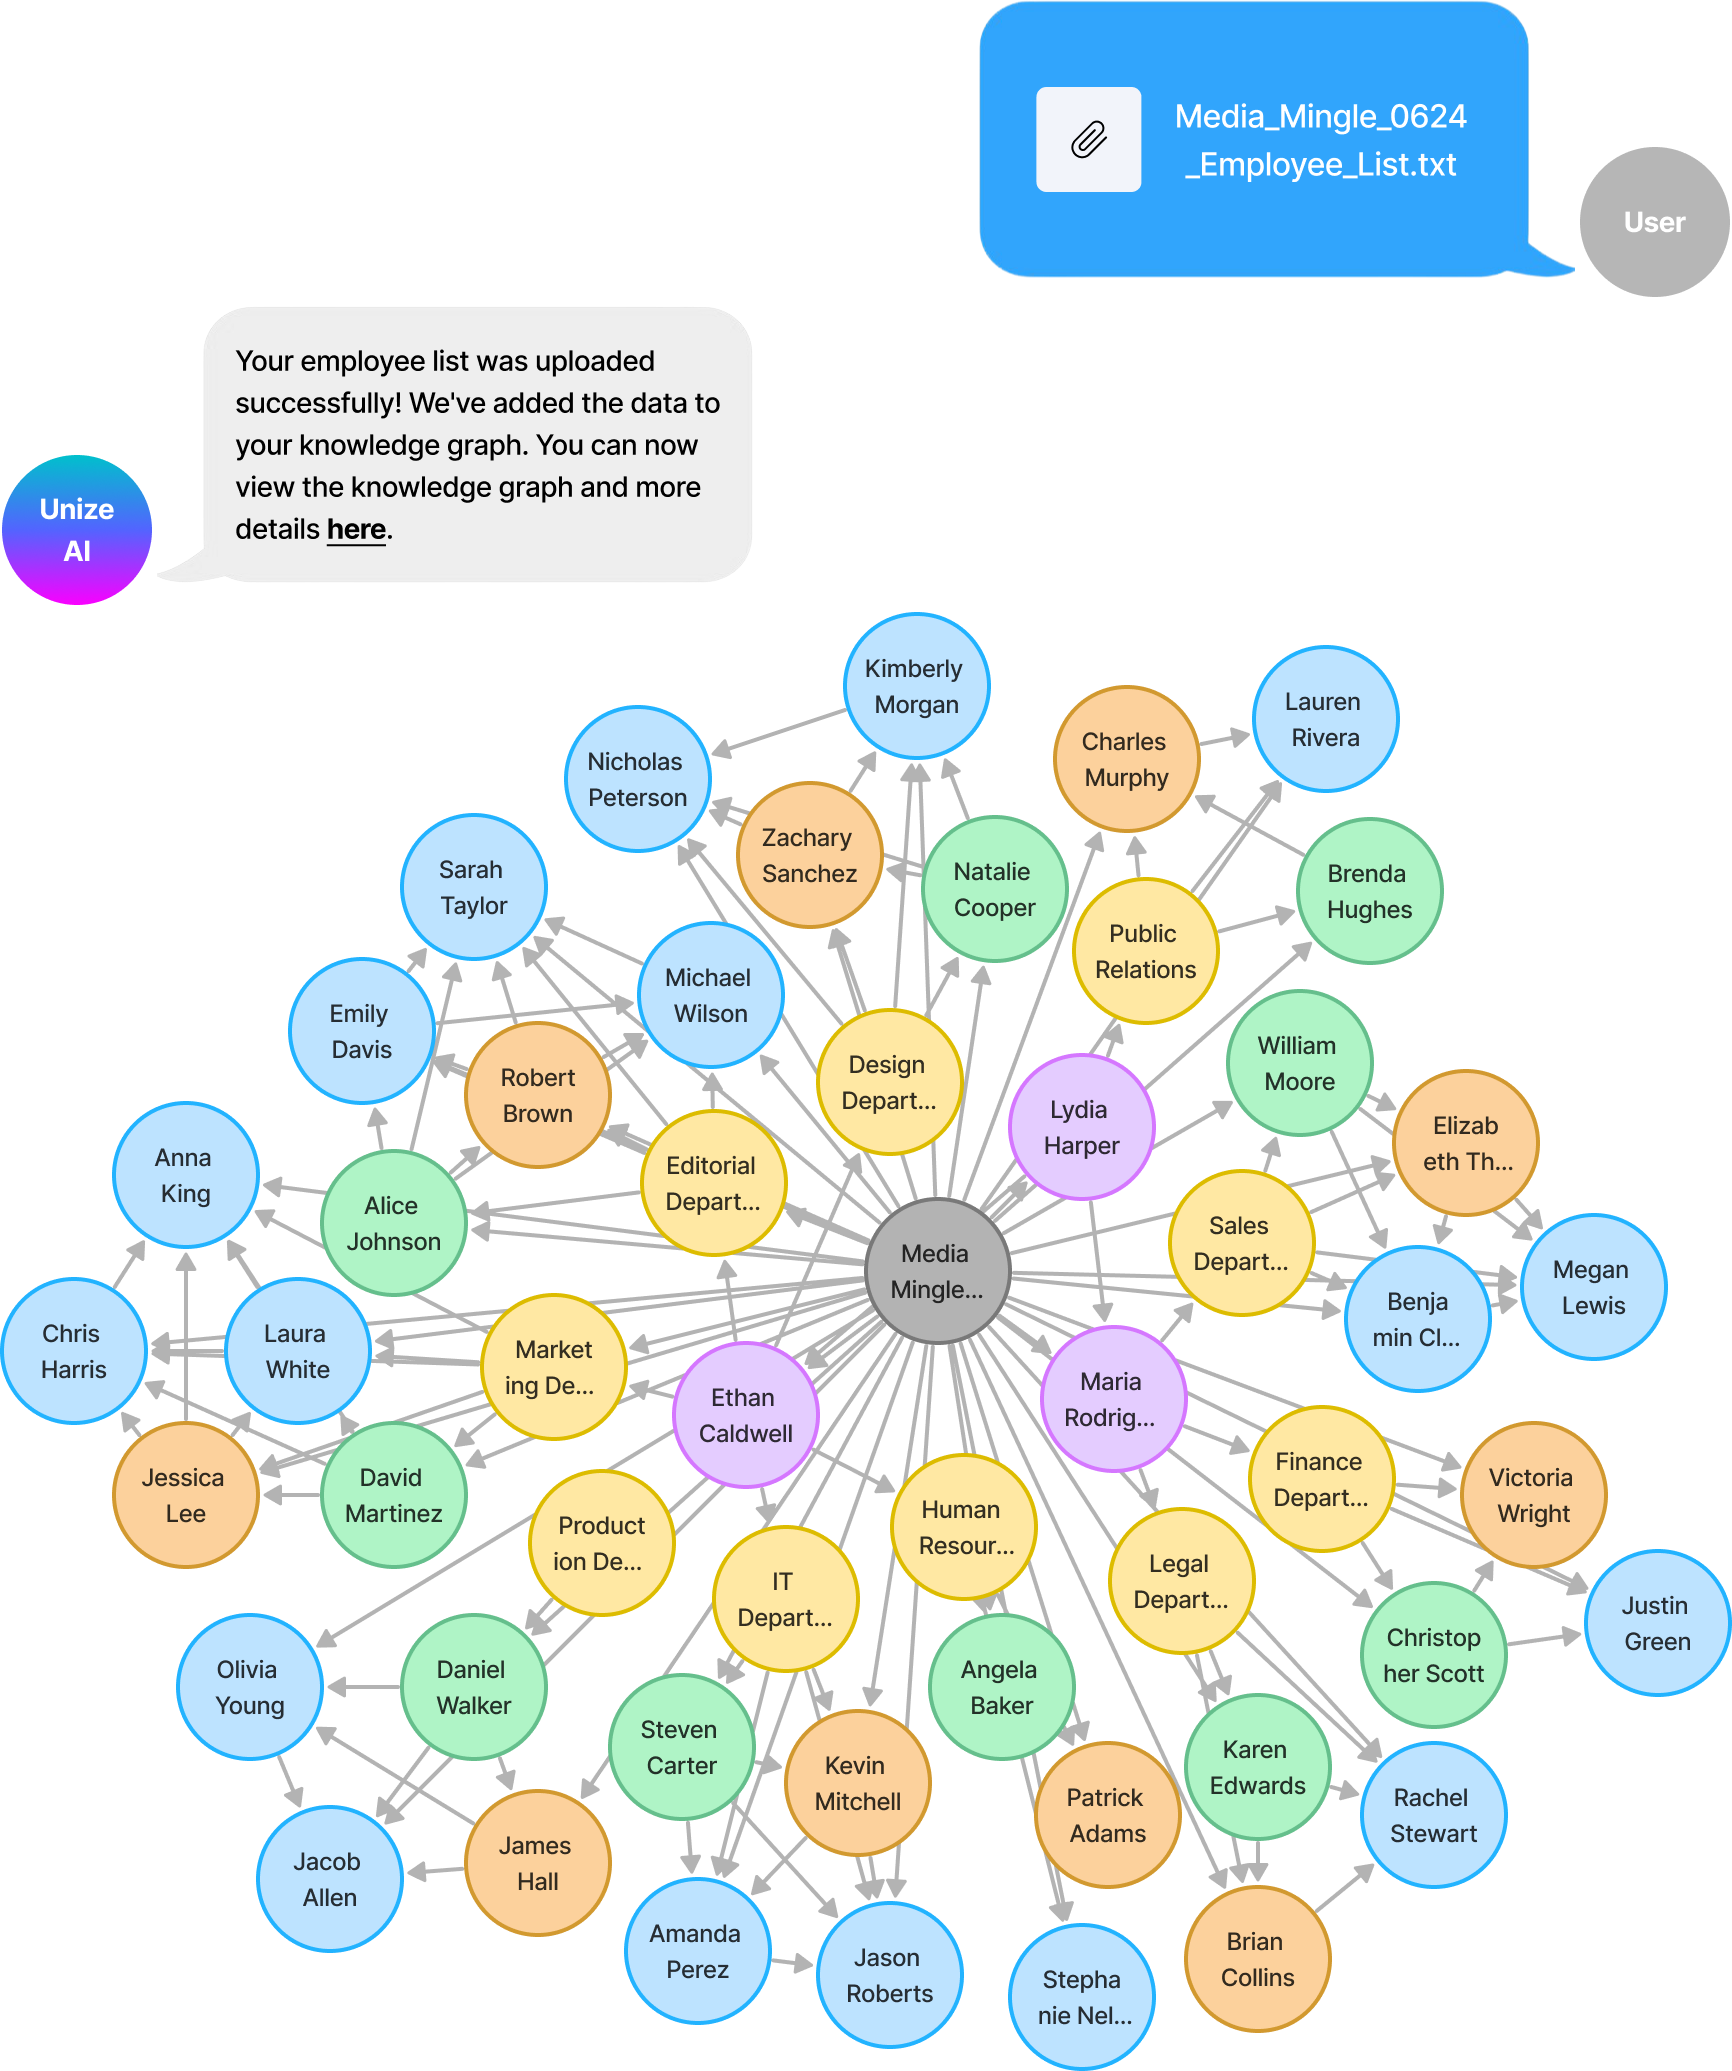 Media_Mingle_0624
_Employee_List.txt
User
Your employee list was uploaded
successfully! We've added the data to
your knowledge graph. You can now
view the knowledge graph and more
details here.
Unize
AI
Kimberly
Morgan
Lauren
Rivera
Charles
Murphy
Nicholas
Peterson
Zachary
Sanchez
Natalie
Cooper
Brenda
Hughes
Sarah
Taylor
Public
Relations
Michael
Wilson
Emily
Davis
William
Moore
Design
Depart...
Robert
Brown
Lydia
Harper
Elizab
eth Th...
Anna
King
Editorial
Depart...
Alice
Johnson
Sales
Depart...
Media
Mingle...
Megan
Lewis
Benja
min Cl...
Chris
Harris
Laura
White
Market
ing De...
Ethan
Caldwell
Maria
Rodrig...
Finance
Depart...
Victoria
Wright
Jessica
Lee
David
Martinez
Product
ion De...
Human
Resour...
IT
Depart...
Legal
Depart...
Justin
Green
Christop
her Scott
Olivia
Young
Daniel
Walker
Angela
Baker
Steven
Carter
Karen
Edwards
Kevin
Mitchell
Patrick
Adams
Rachel
Stewart
James
Hall
Jacob
Allen
Amanda
Perez
Jason
Roberts
Stepha
nie Nel...
Brian
Collins